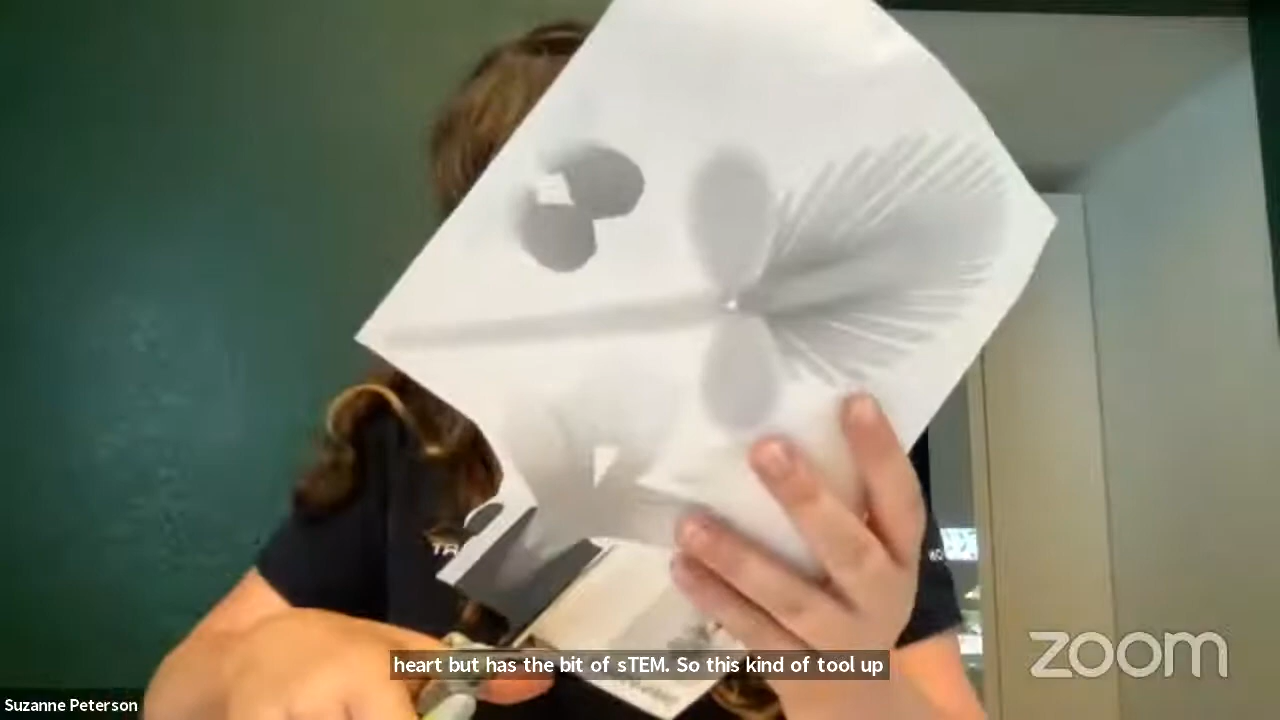 heart but has the bit of sTEM. So this kind of tool up
Suzanne Peterson
zoom